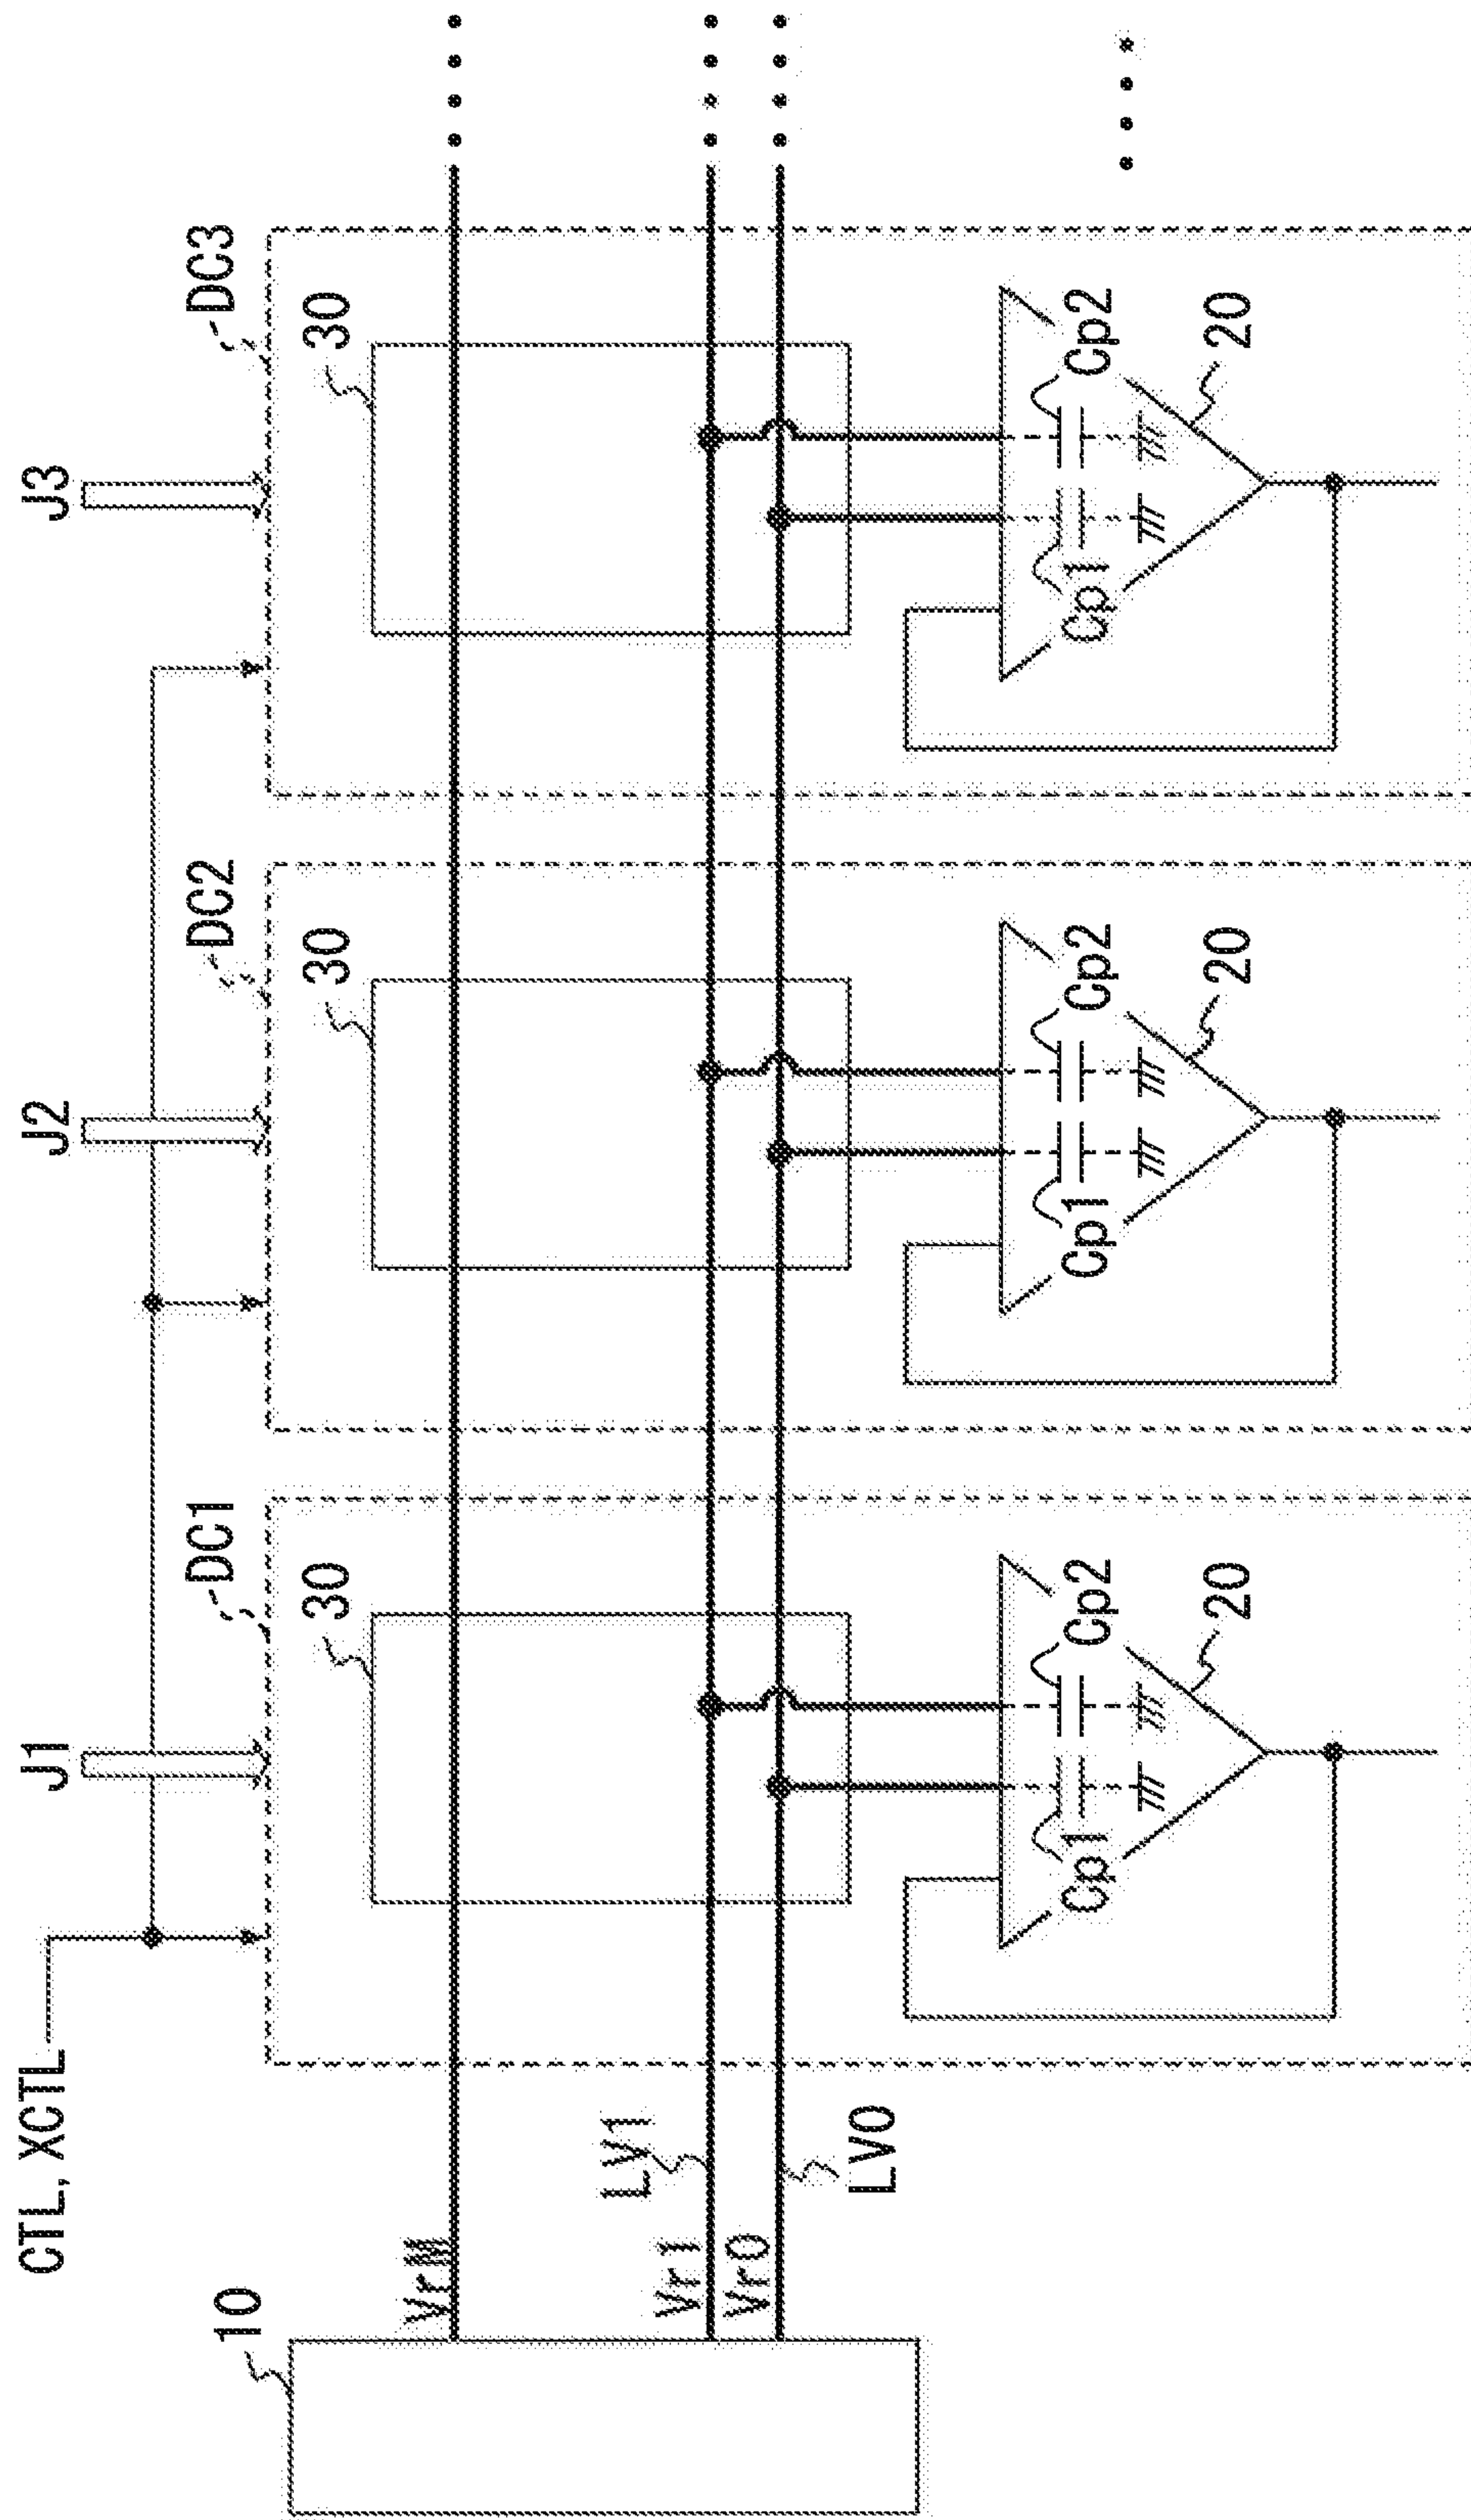 CTL, XCTL
J1
J2
J3
DC1
DC2
DC3
10
30
30
30
VrM
LV1
Vr1
Vr0
LV0
Cp1
Cp2
20
Cp1
Cp2
20
Cp1
Cp2
20